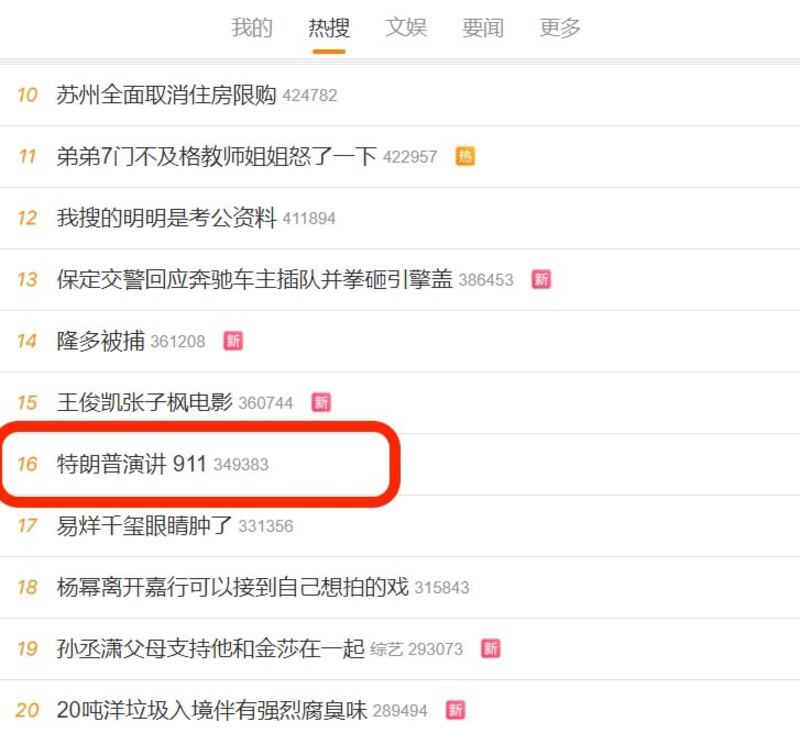 我的 热搜 文娱 要闻 更多
10 苏州全面取消住房限购 424782
11 弟弟7门不及格教师姐姐怒了一下 422957 热
12 我搜的明明是考公资料 411894
13 保定交警回应奔驰车主插队并拳砸引擎盖 386453 新
14 隆多被捕 361208 新
15 王俊凯张子枫电影 360744 新
16 特朗普演讲 911 349383
17 易烊千玺眼睛肿了 331356
18 杨幂离开嘉行可以接到自己想拍的戏 315843
19 孙丞潇父母支持他和金莎在一起 综艺 293073 新
20 20吨洋垃圾入境伴有强烈腐臭味 289494 新